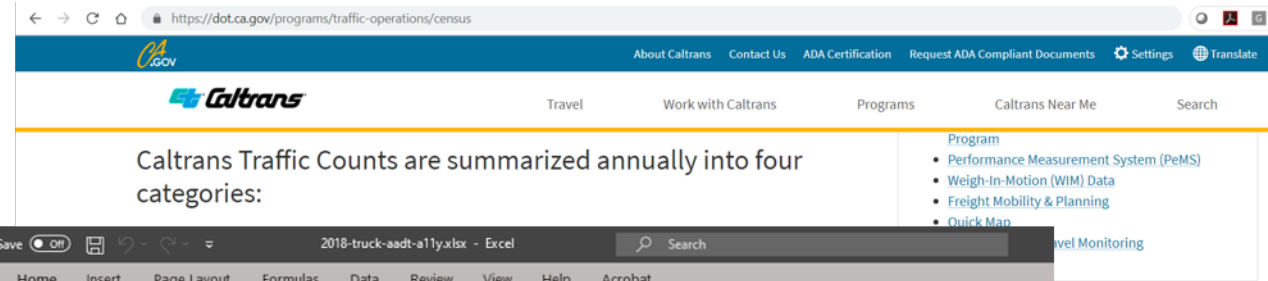 https://dot.ca.gov/programs/traffic-operations/census
CA.GOV
About Caltrans Contact Us ADA Certification Request ADA Compliant Documents Settings Translate
Caltrans
Travel Work with Caltrans Programs Caltrans Near Me Search
Caltrans Traffic Counts are summarized annually into four
categories:
Program
• Performance Measurement System (PeMS)
• Weigh-In-Motion (WIM) Data
• Freight Mobility & Planning
• Quick Map
Monitoring
Save Off 2018-truck-aadt-a11y.xlsx - Excel Search
Home Insert Page Layout Formulas Data Review View Help Acrobat